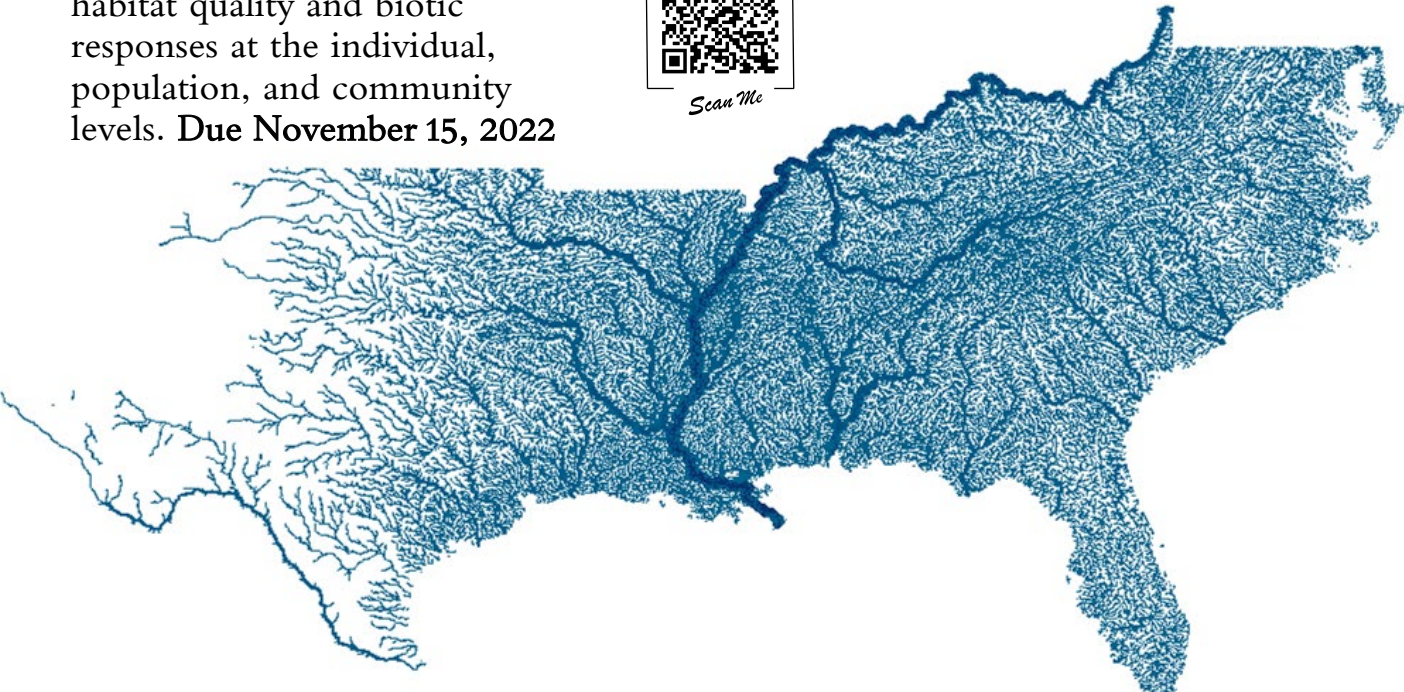 habitat quality and biotic
responses at the individual,
population, and community
levels. Due November 15, 2022
Scan Me